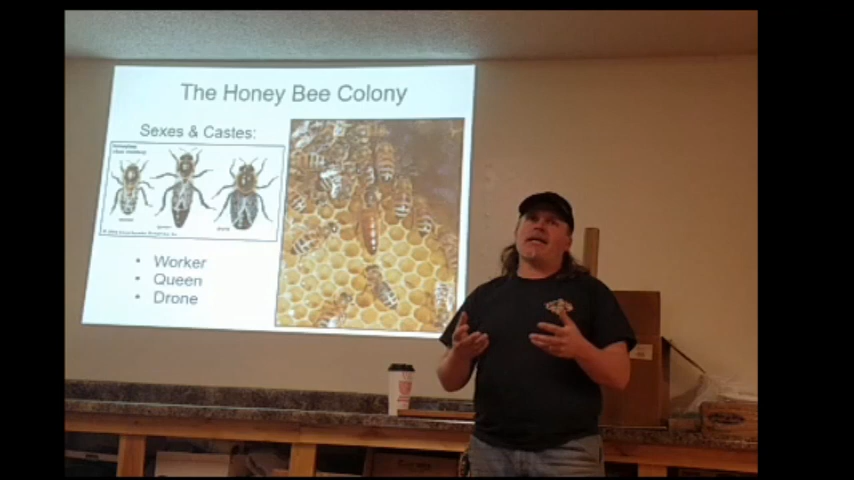 The Honey Bee Colony
Sexes & Castes:
• Worker
• Queen
• Drone